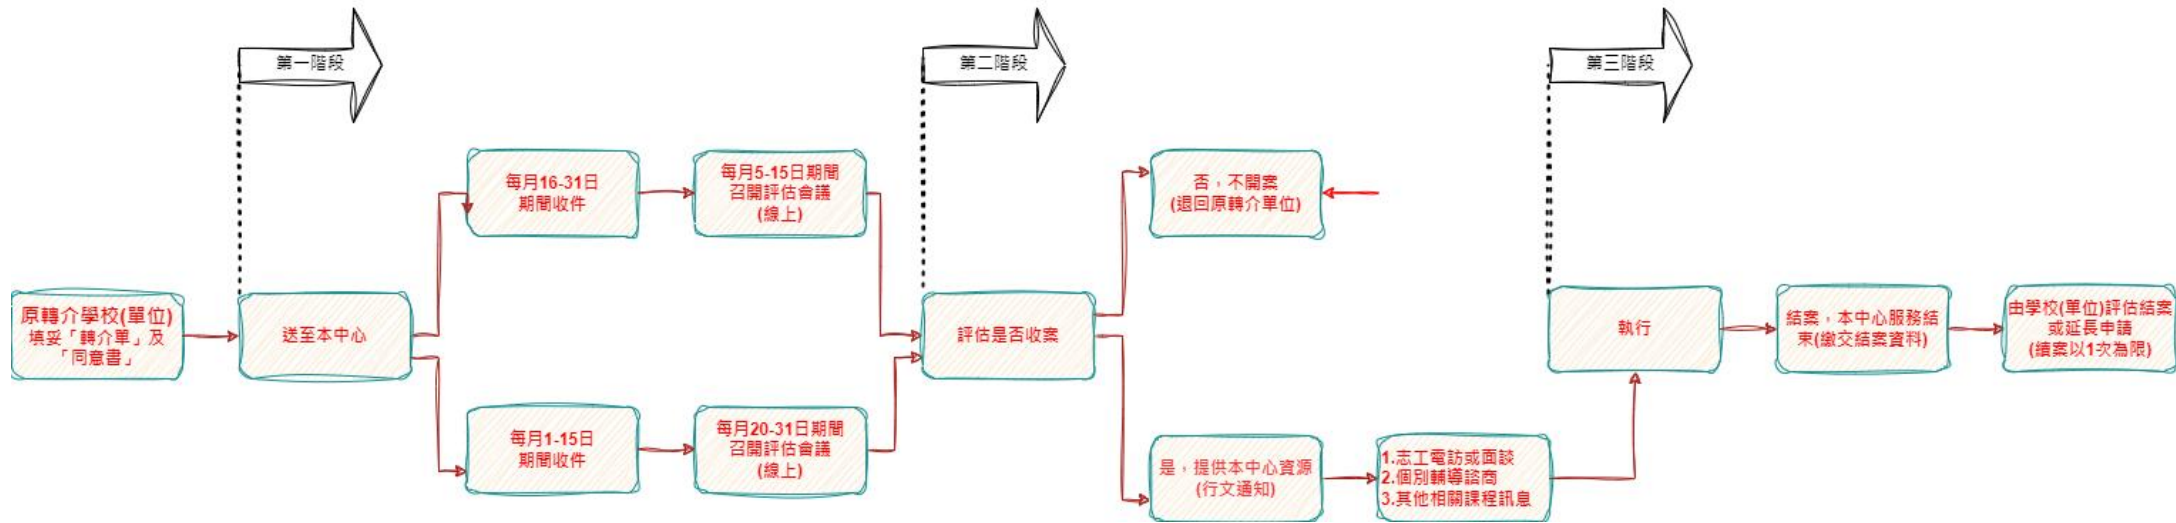 第一階段
第二階段
第三階段
原轉介學校(單位)
填妥「轉介單」及
「同意書」
送至本中心
每月16-31日
期間收件
每月5-15日期間
召開評估會議
(線上)
每月1-15日
期間收件
每月20-31日期間
召開評估會議
(線上)
評估是否收案
否，不開案
(退回原轉介單位)
是，提供本中心資源
(行文通知)
1.志工電訪或面談
2.個別輔導諮商
3.其他相關課程訊息
執行
結案，本中心服務結
束(繳交結案資料)
由學校(單位)評估結案
或延長申請
(續案以1次為限)